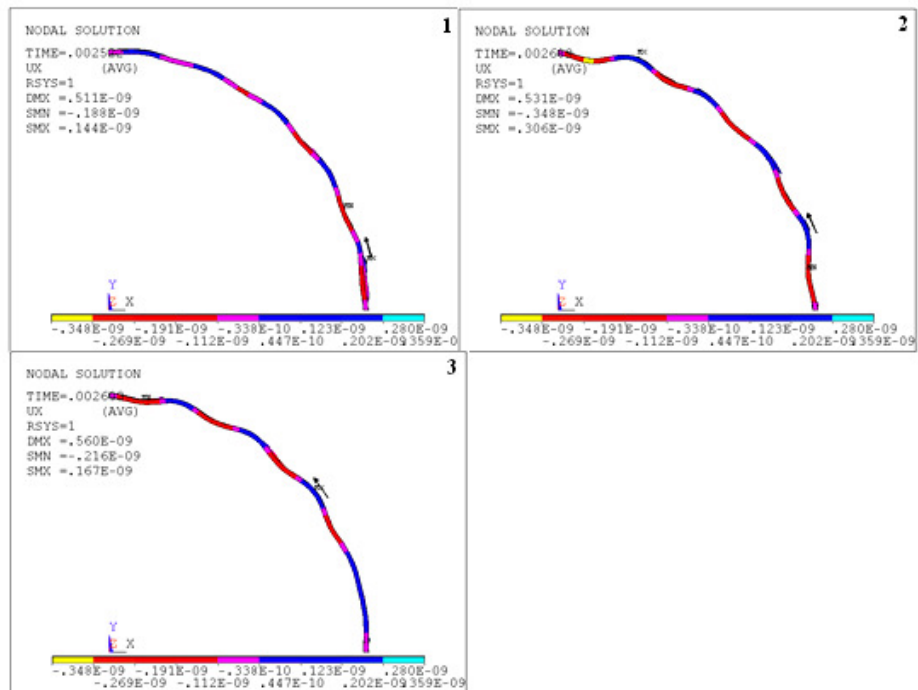 1
NODAL SOLUTION
UX (AVG)
RSYS=1
DMX =.511E-09
SMN =-.188E-09
SMX =.144E-09
Y
Z X
-.348E-09 -.191E-09 -.338E-10 .123E-09 .280E-09
-.269E-09 -.112E-09 .447E-10 .202E-09
2
NODAL SOLUTION
UX (AVG)
RSYS=1
DMX =.531E-09
SMN =-.348E-09
SMX =.306E-09
MX
Y
Z X
-.348E-09 -.191E-09 -.338E-10 .123E-09 .280E-09
-.269E-09 -.112E-09 .447E-10 .202E-09 .359E-09
3
NODAL SOLUTION
UX (AVG)
RSYS=1
DMX =.560E-09
SMN =-.216E-09
SMX =.167E-09
Y
Z X
-.348E-09 -.191E-09 -.338E-10 .123E-09 .280E-09
-.269E-09 -.112E-09 .447E-10 .202E-09 .359E-09